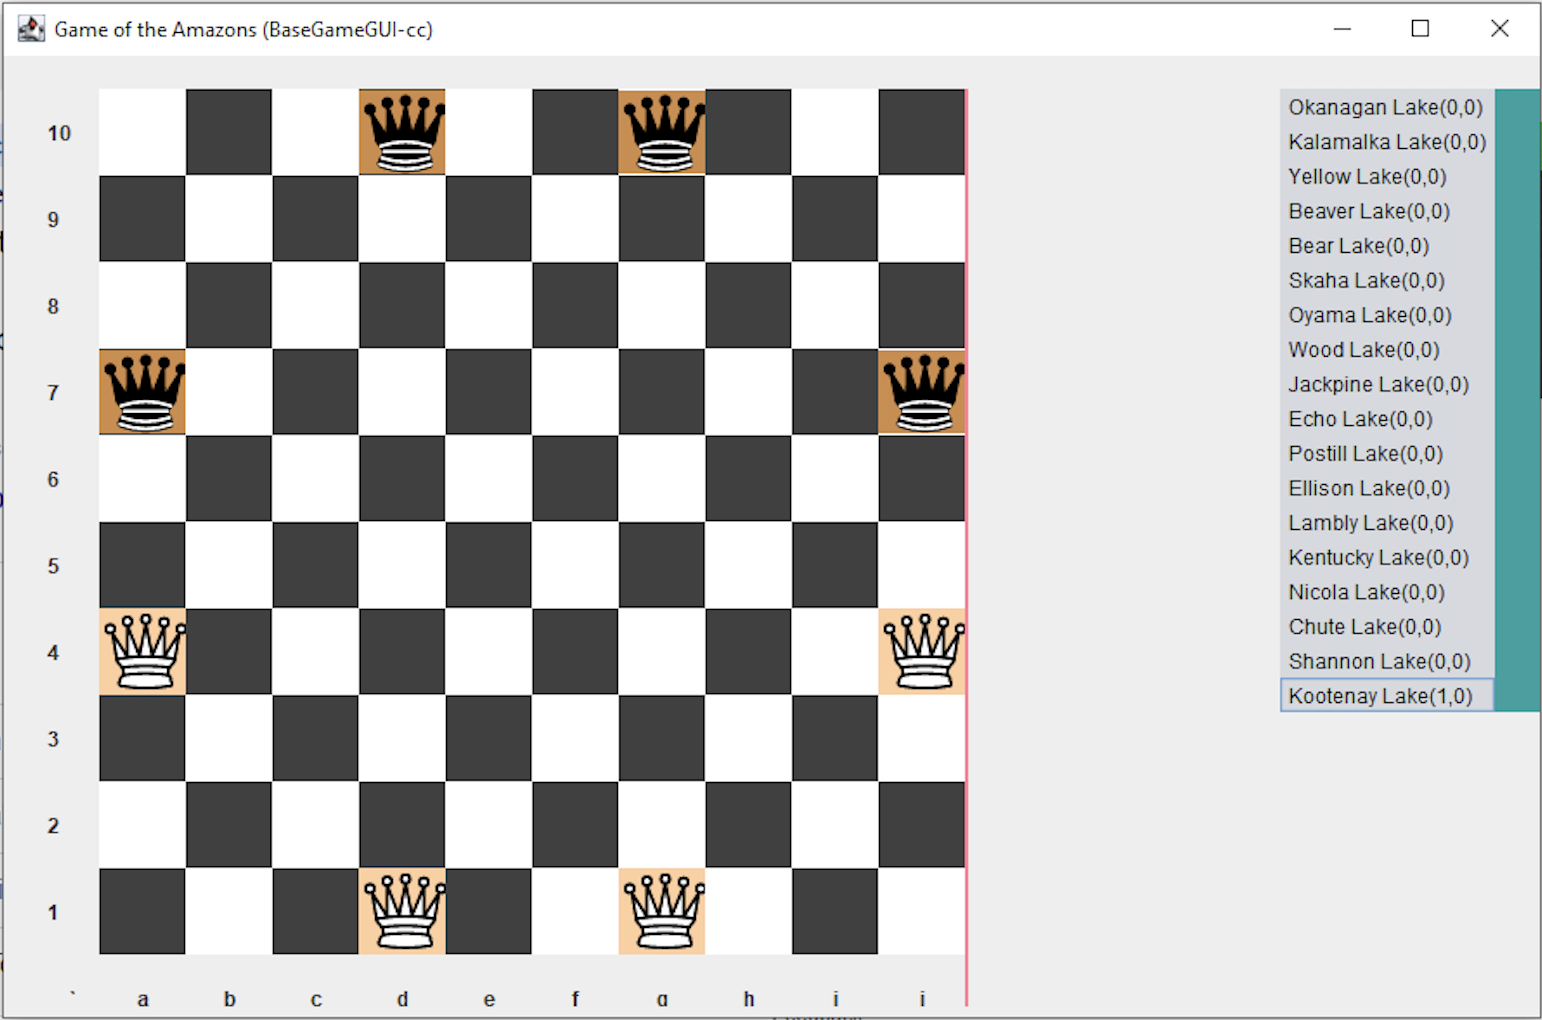 Game of the Amazons (BaseGameGUI-cc)
10
9
8
7
6
5
4
3
2
1
` a b c d e f g h i j
Okanagan Lake(0,0)
Kalamalka Lake(0,0)
Yellow Lake(0,0)
Beaver Lake(0,0)
Bear Lake(0,0)
Skaha Lake(0,0)
Oyama Lake(0,0)
Wood Lake(0,0)
Jackpine Lake(0,0)
Echo Lake(0,0)
Postill Lake(0,0)
Ellison Lake(0,0)
Lambly Lake(0,0)
Kentucky Lake(0,0)
Nicola Lake(0,0)
Chute Lake(0,0)
Shannon Lake(0,0)
Kootenay Lake(1,0)